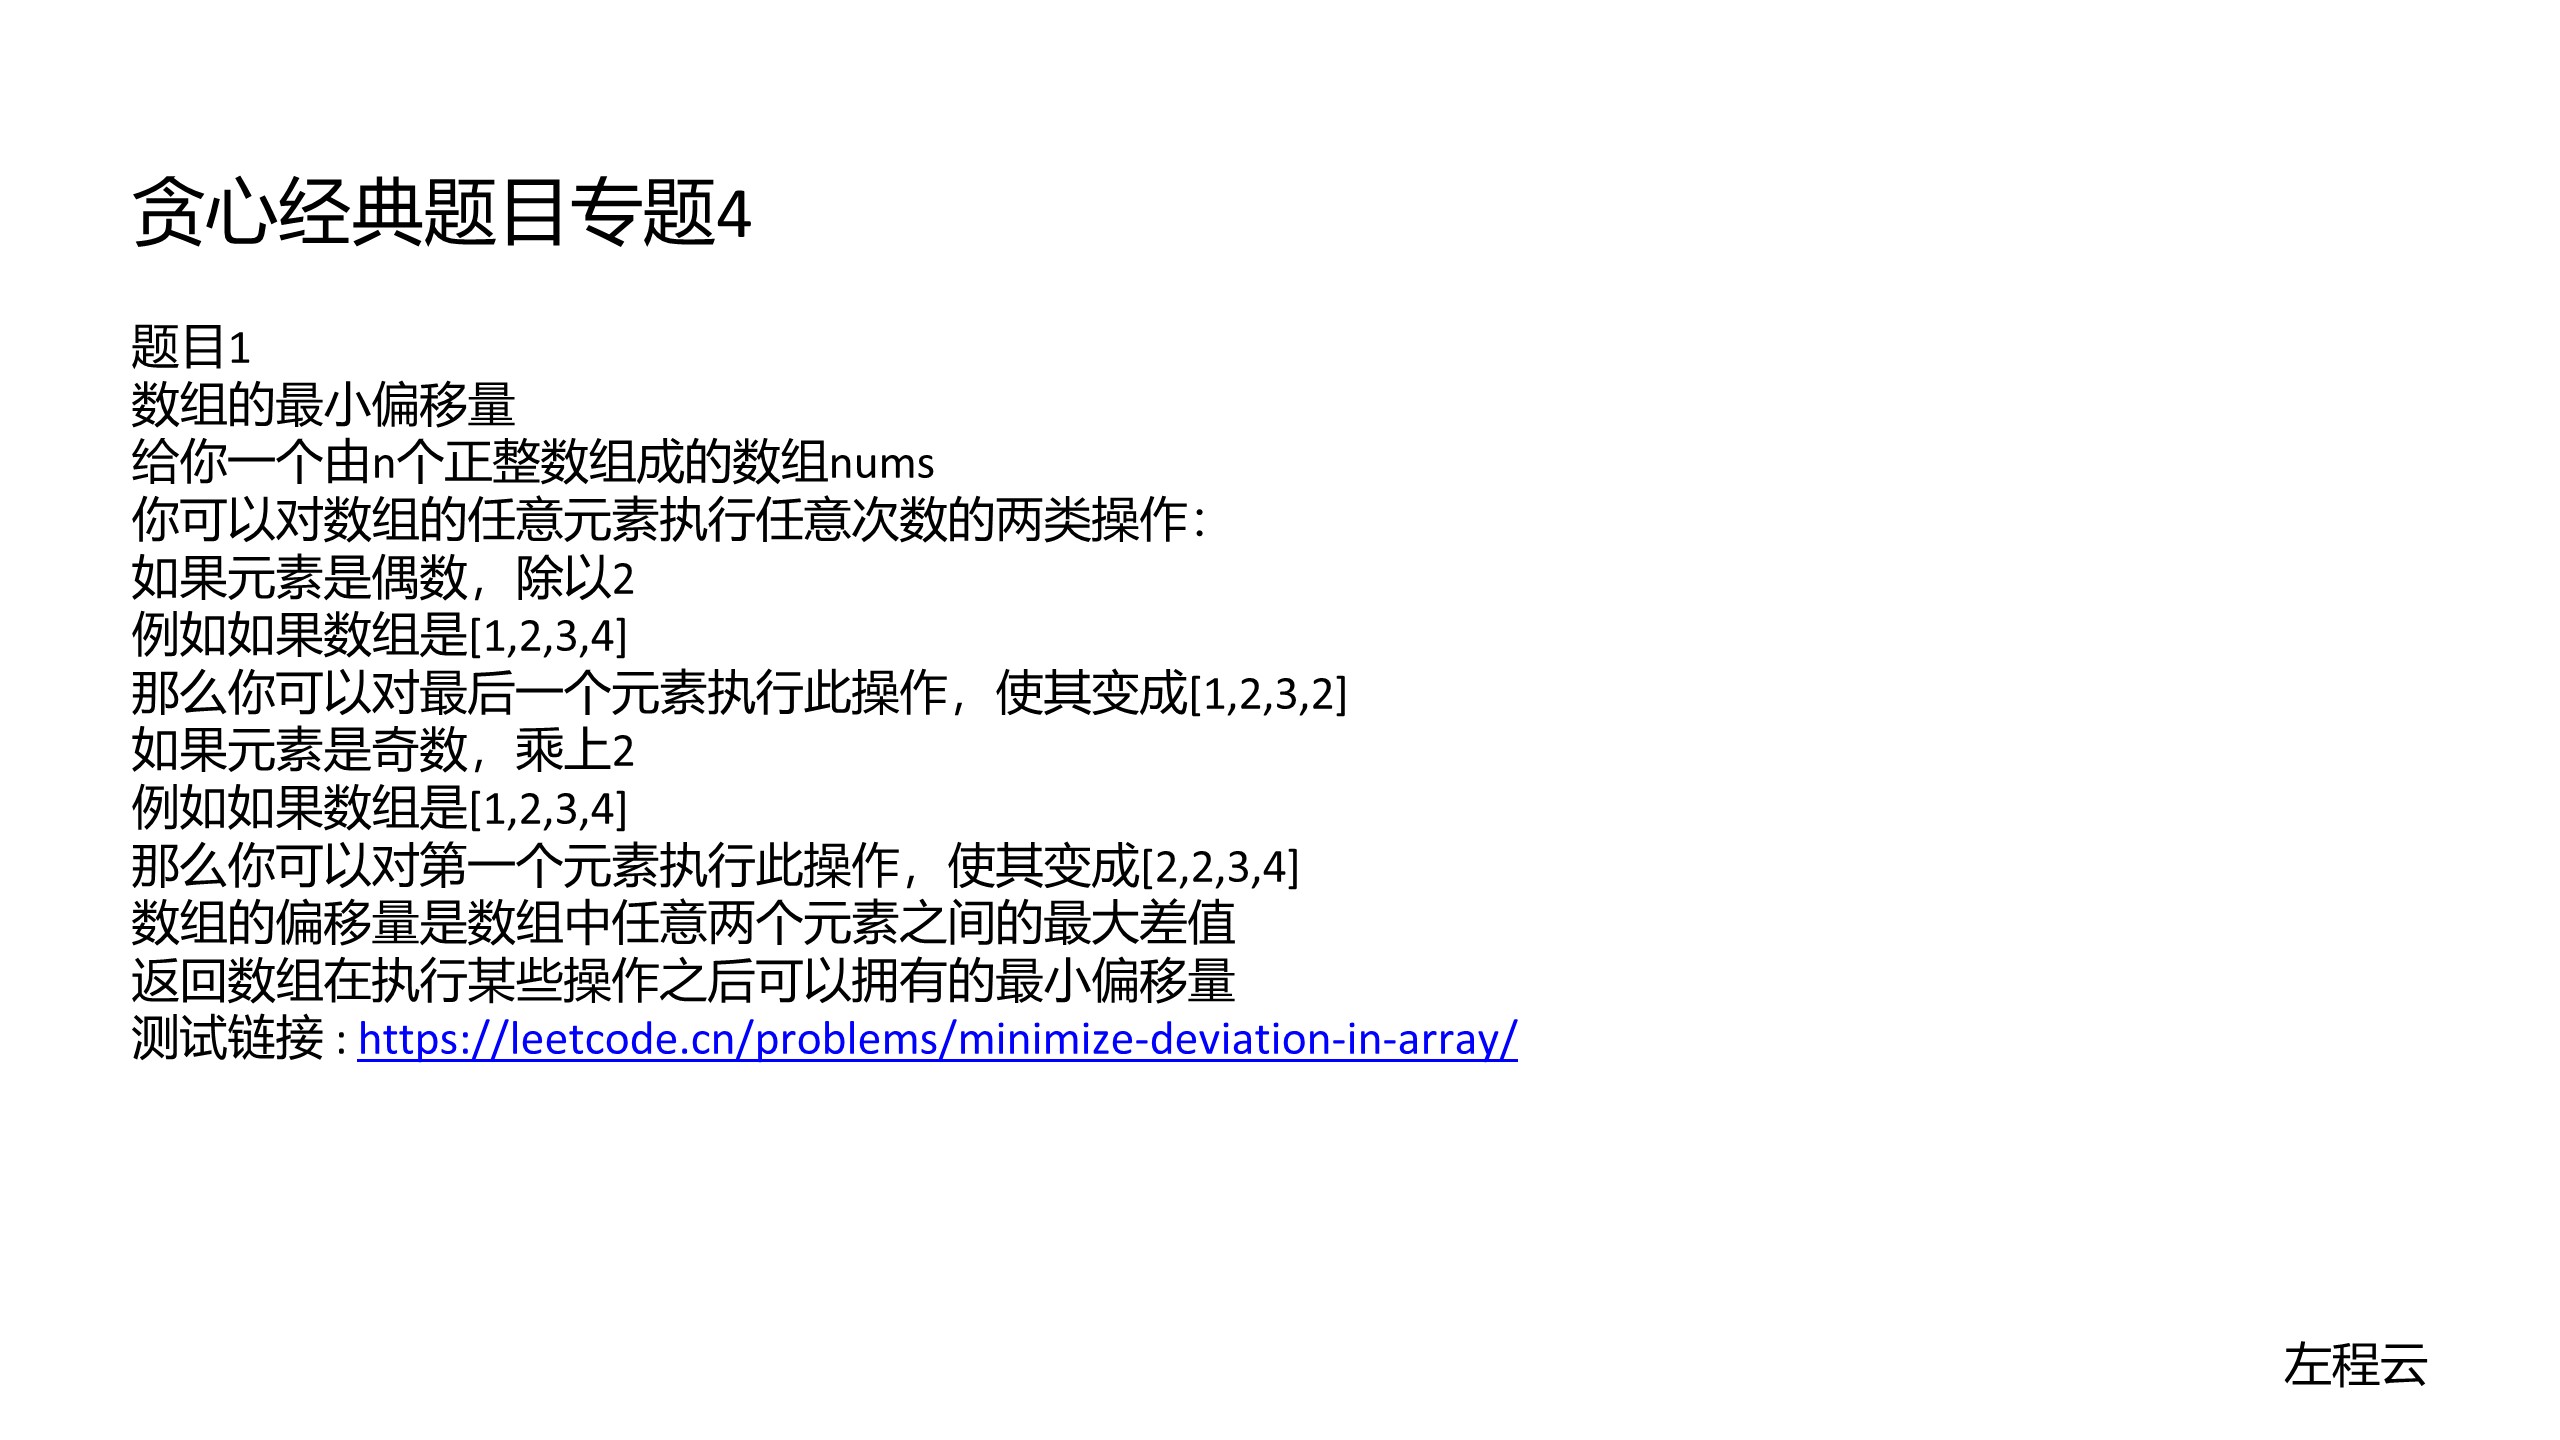 贪心经典题目专题4
题目1
数组的最小偏移量
给你一个由n个正整数组成的数组nums
你可以对数组的任意元素执行任意次数的两类操作：
如果元素是偶数，除以2
例如如果数组是[1,2,3,4]
那么你可以对最后一个元素执行此操作，使其变成[1,2,3,2]
如果元素是奇数，乘上2
例如如果数组是[1,2,3,4]
那么你可以对第一个元素执行此操作，使其变成[2,2,3,4]
数组的偏移量是数组中任意两个元素之间的最大差值
返回数组在执行某些操作之后可以拥有的最小偏移量
测试链接 : https://leetcode.cn/problems/minimize-deviation-in-array/
左程云